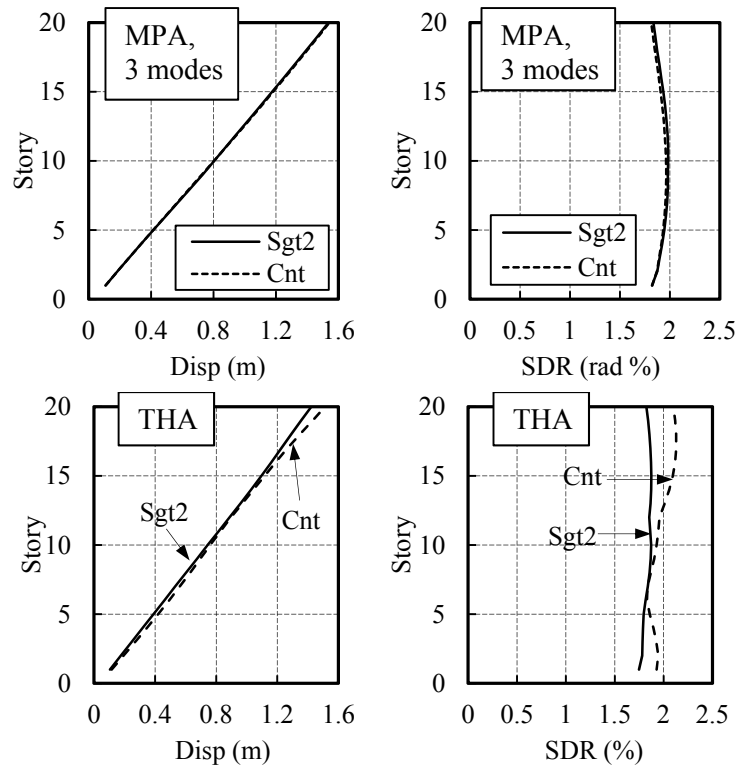 20
15
10
5
0
Story
MPA,
3 modes
Sgt2
Cnt
0
0.4
0.8
1.2
1.6
Disp (m)
20
15
10
5
0
Story
MPA,
3 modes
Sgt2
Cnt
0
0.5
1
1.5
2
2.5
SDR (rad %)
20
15
10
5
0
Story
THA
Sgt2
Cnt
0
0.4
0.8
1.2
1.6
Disp (m)
20
15
10
5
0
Story
THA
Cnt
Sgt2
0
0.5
1
1.5
2
2.5
SDR (%)